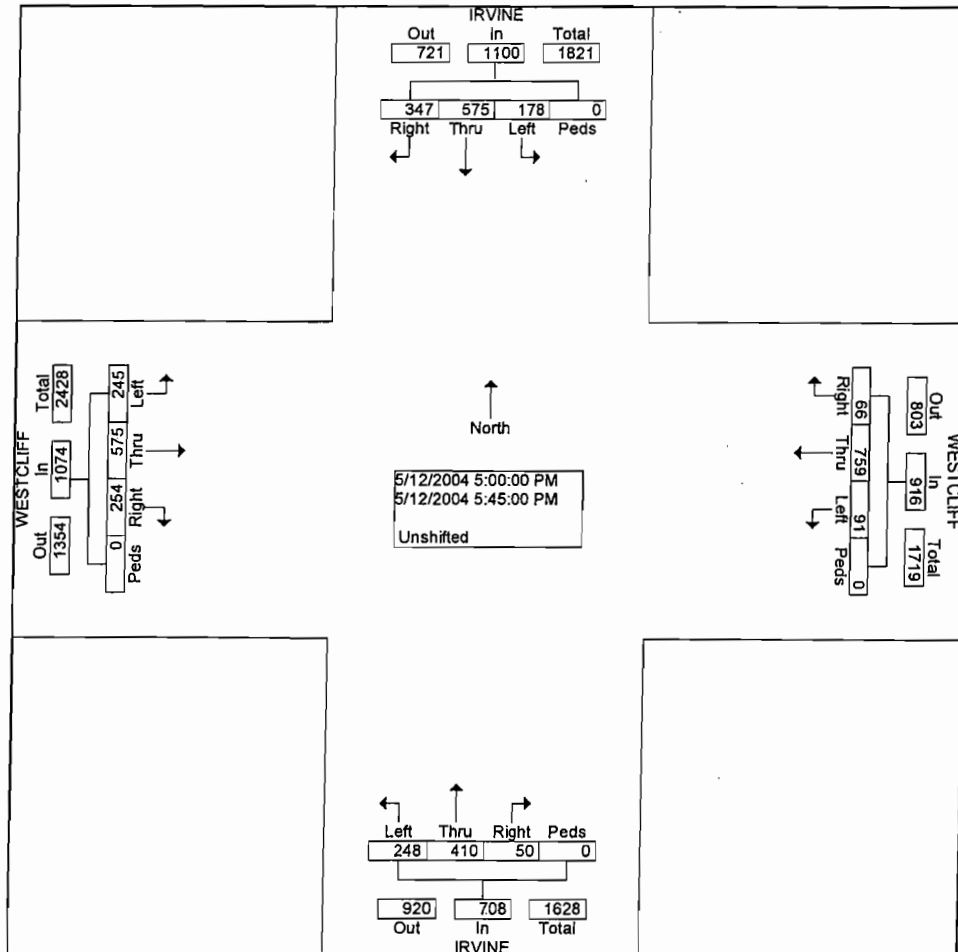 IRVINE
Out In Total
721 1100 1821
347 575 178 0
Right Thru Left Peds
WESTCLIFF
Total In Out
2428 1074 1354
245 575 254 0
Left Thru Right Peds
North
5/12/2004 5:00:00 PM
5/12/2004 5:45:00 PM
Unshifted
Right Thru Left Peds
66 759 91 0
Out In Total
803 916 1719
WESTCLIFF
Left Thru Right Peds
248 410 50 0
920 708 1628
Out In Total
IRVINE